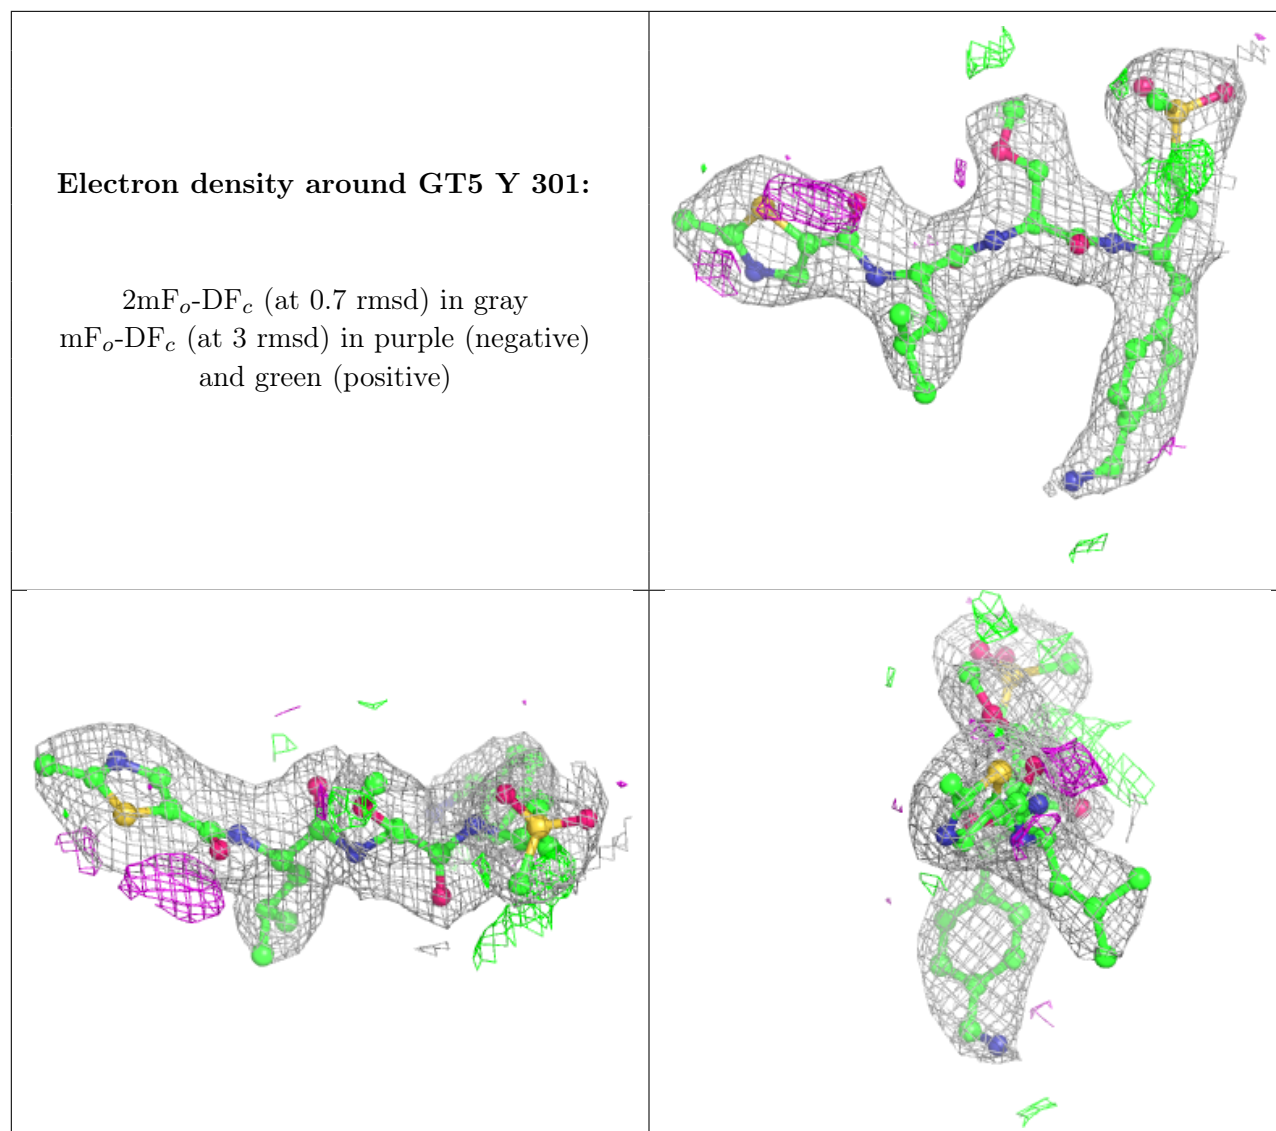 Electron density around GT5 Y 301:
2mFo-DFc (at 0.7 rmsd) in gray
mFo-DFc (at 3 rmsd) in purple (negative)
and green (positive)